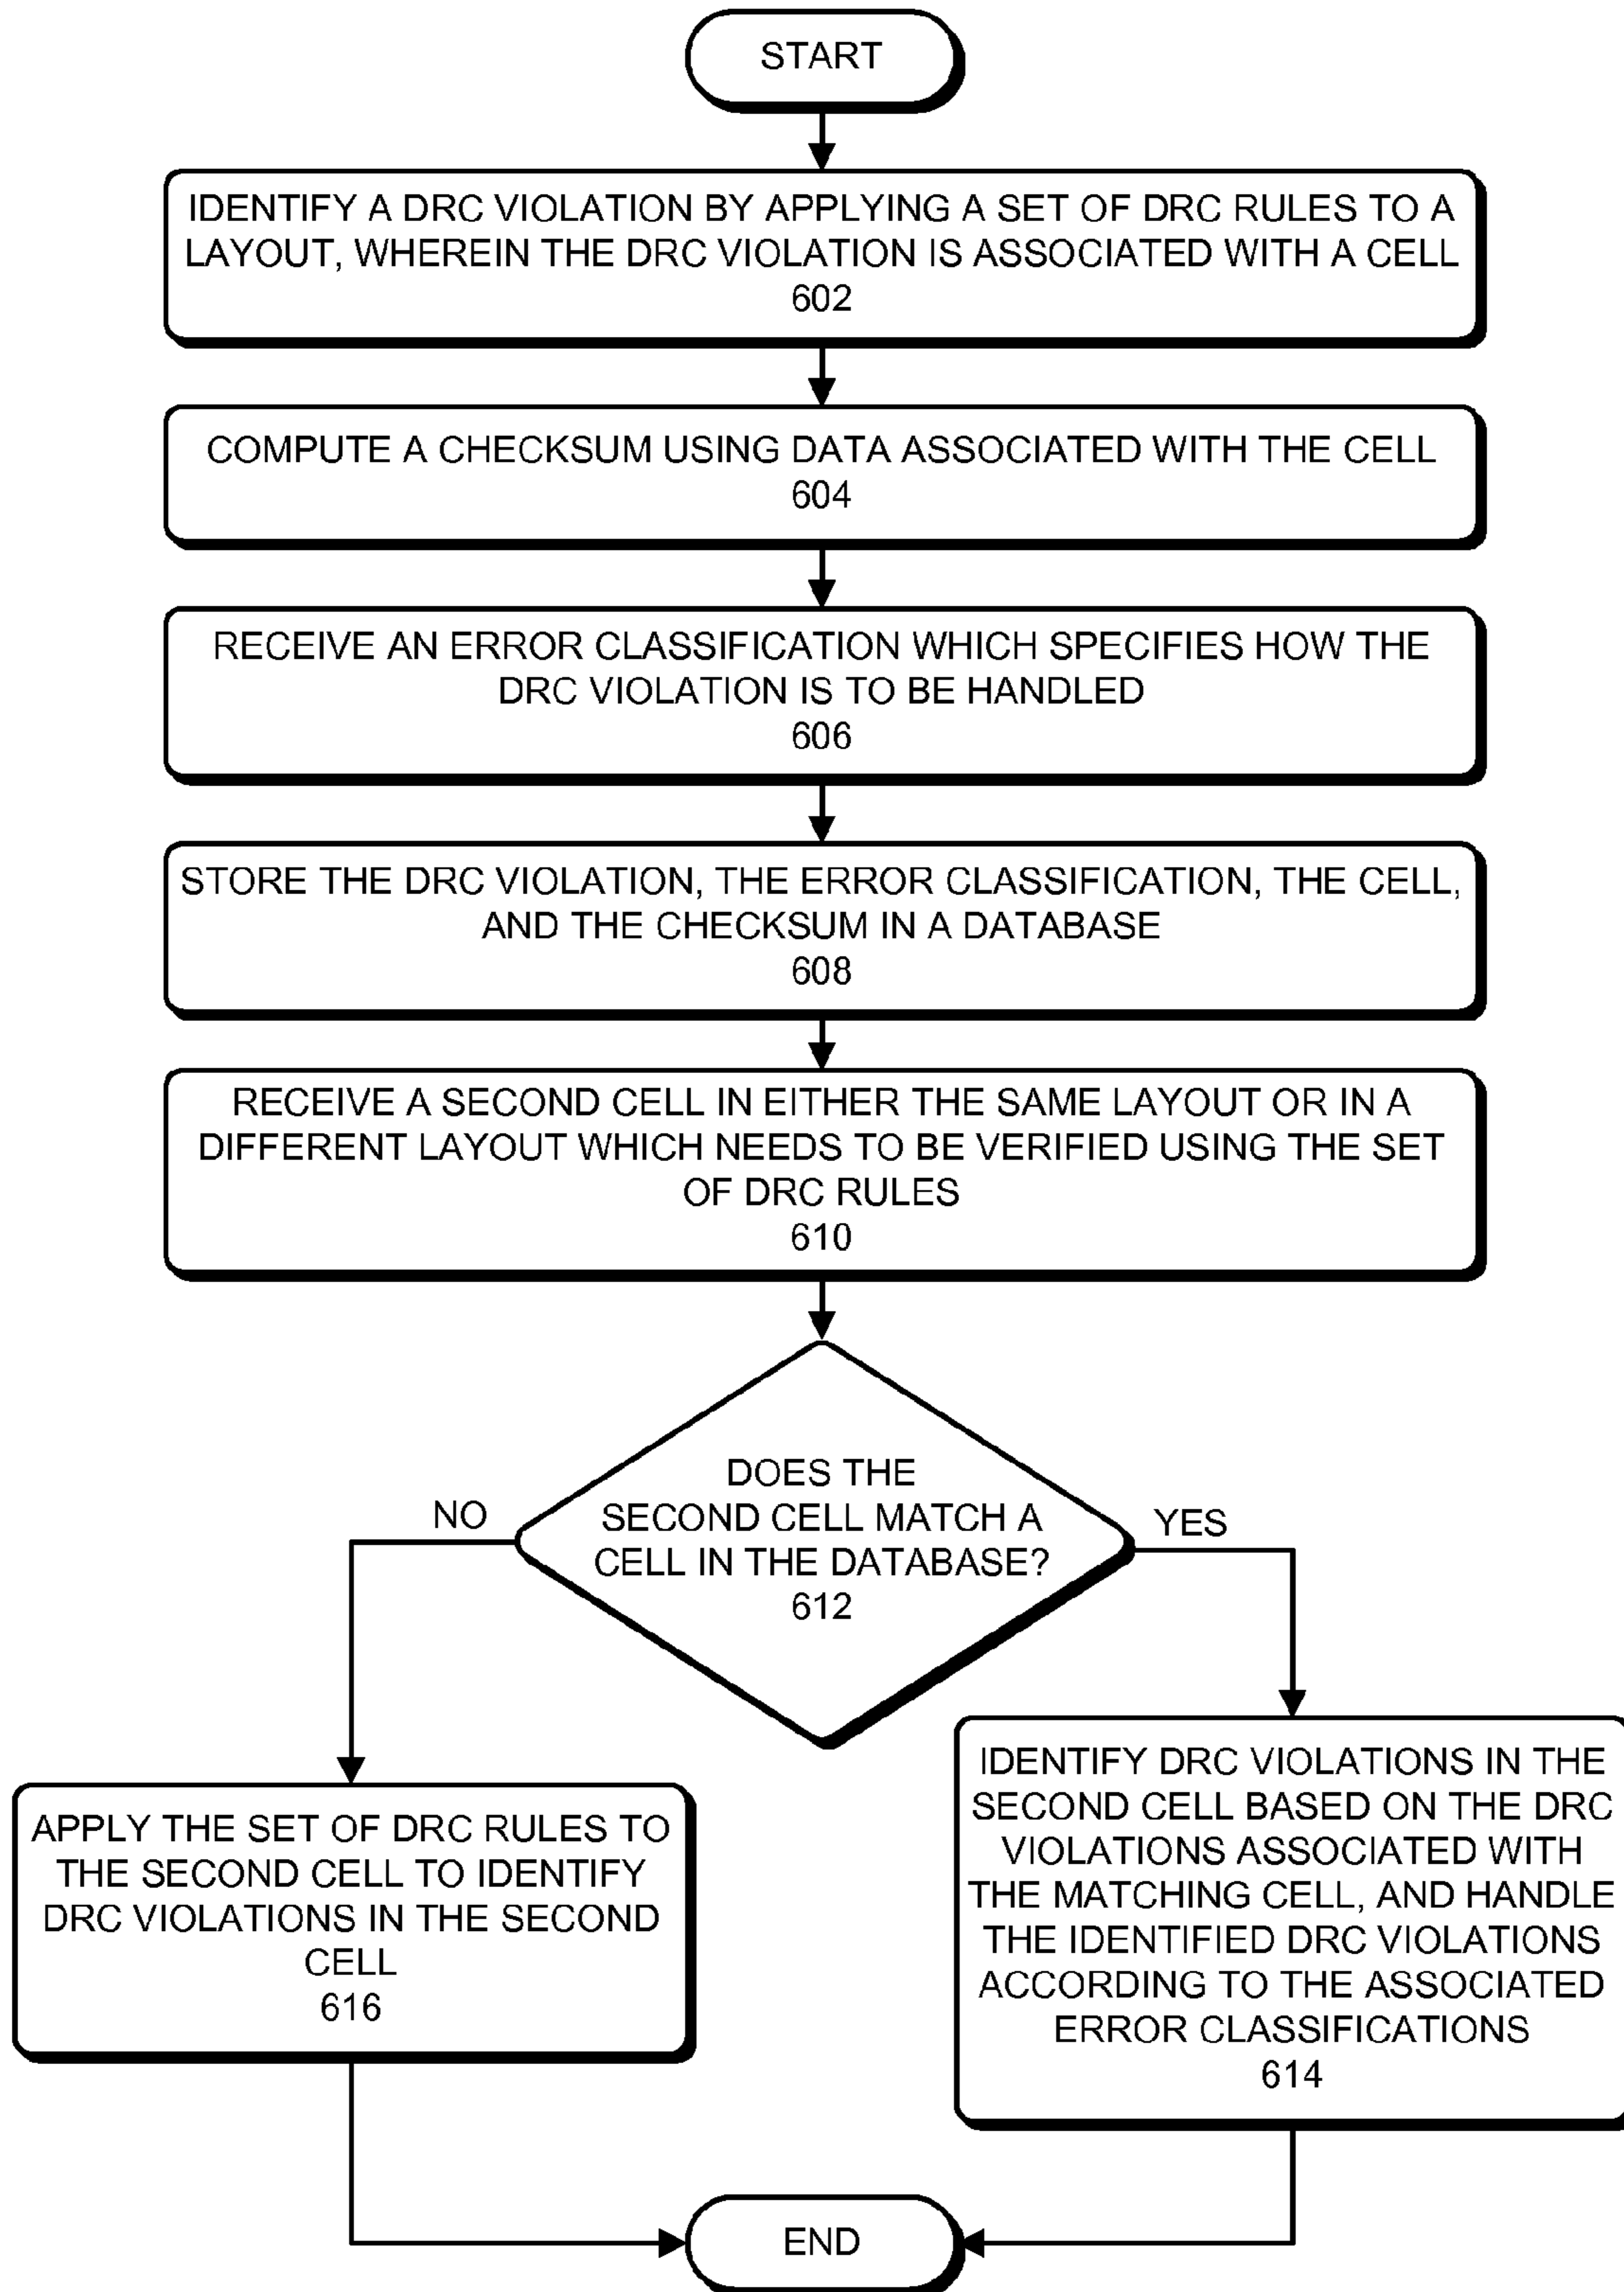 START
IDENTIFY A DRC VIOLATION BY APPLYING A SET OF DRC RULES TO A
LAYOUT, WHEREIN THE DRC VIOLATION IS ASSOCIATED WITH A CELL
602
COMPUTE A CHECKSUM USING DATA ASSOCIATED WITH THE CELL
604
RECEIVE AN ERROR CLASSIFICATION WHICH SPECIFIES HOW THE
DRC VIOLATION IS TO BE HANDLED
606
STORE THE DRC VIOLATION, THE ERROR CLASSIFICATION, THE CELL,
AND THE CHECKSUM IN A DATABASE
608
RECEIVE A SECOND CELL IN EITHER THE SAME LAYOUT OR IN A
DIFFERENT LAYOUT WHICH NEEDS TO BE VERIFIED USING THE SET
OF DRC RULES
610
DOES THE
SECOND CELL MATCH A
CELL IN THE DATABASE?
612
NO
YES
APPLY THE SET OF DRC RULES TO
THE SECOND CELL TO IDENTIFY
DRC VIOLATIONS IN THE SECOND
CELL
616
IDENTIFY DRC VIOLATIONS IN THE
SECOND CELL BASED ON THE DRC
VIOLATIONS ASSOCIATED WITH
THE MATCHING CELL, AND HANDLE
THE IDENTIFIED DRC VIOLATIONS
ACCORDING TO THE ASSOCIATED
ERROR CLASSIFICATIONS
614
END